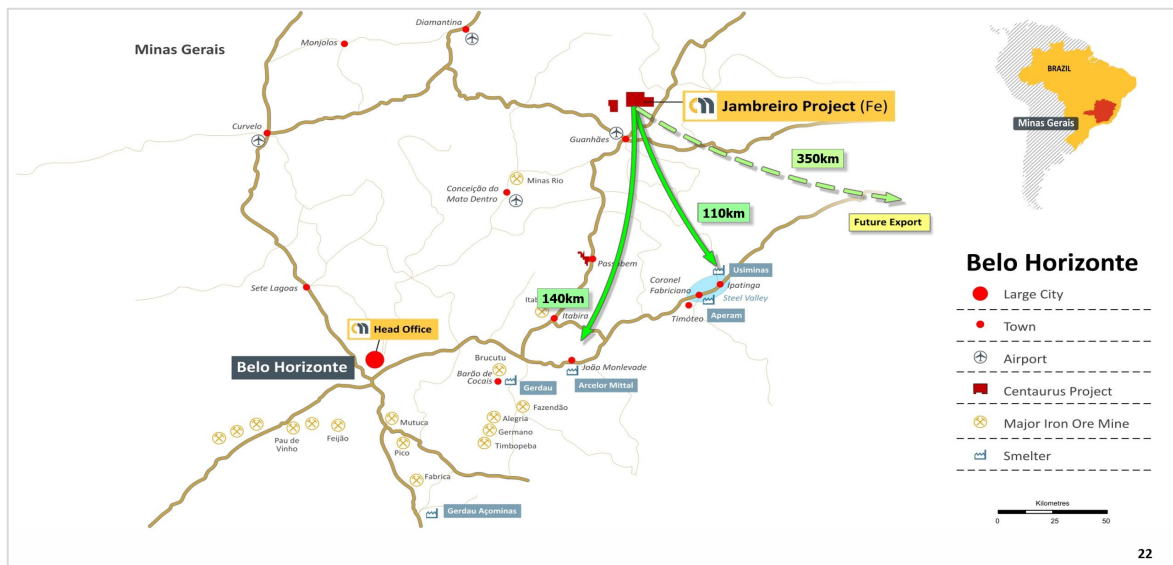 Minas Gerais
Diamantina
Monjolos
BRAZIL
Minas Gerais
Jambreiro Project (Fe)
Curvelo
Guanhães
350km
Minas Rio
Conceição do
Mato Dentro
110km
Future Export
Passabem
Usiminas
Coronel
Fabriciano
Ipatinga
Steel Valley
Sete Lagoas
140km
Itab
Itabira
Timóteo
Aperam
Head Office
Belo Horizonte
Brucutu
Barão de
Cocais
Gerdau
João Monlevade
Arcelor Mittal
Fazendão
Alegria
Germano
Timbopeba
Mutuca
Pico
Pau de
Vinho
Feijão
Fabrica
Gerdau Açominas
Belo Horizonte
Large City
Town
Airport
Centaurus Project
Major Iron Ore Mine
Smelter
Kilometres
0 25 50
22